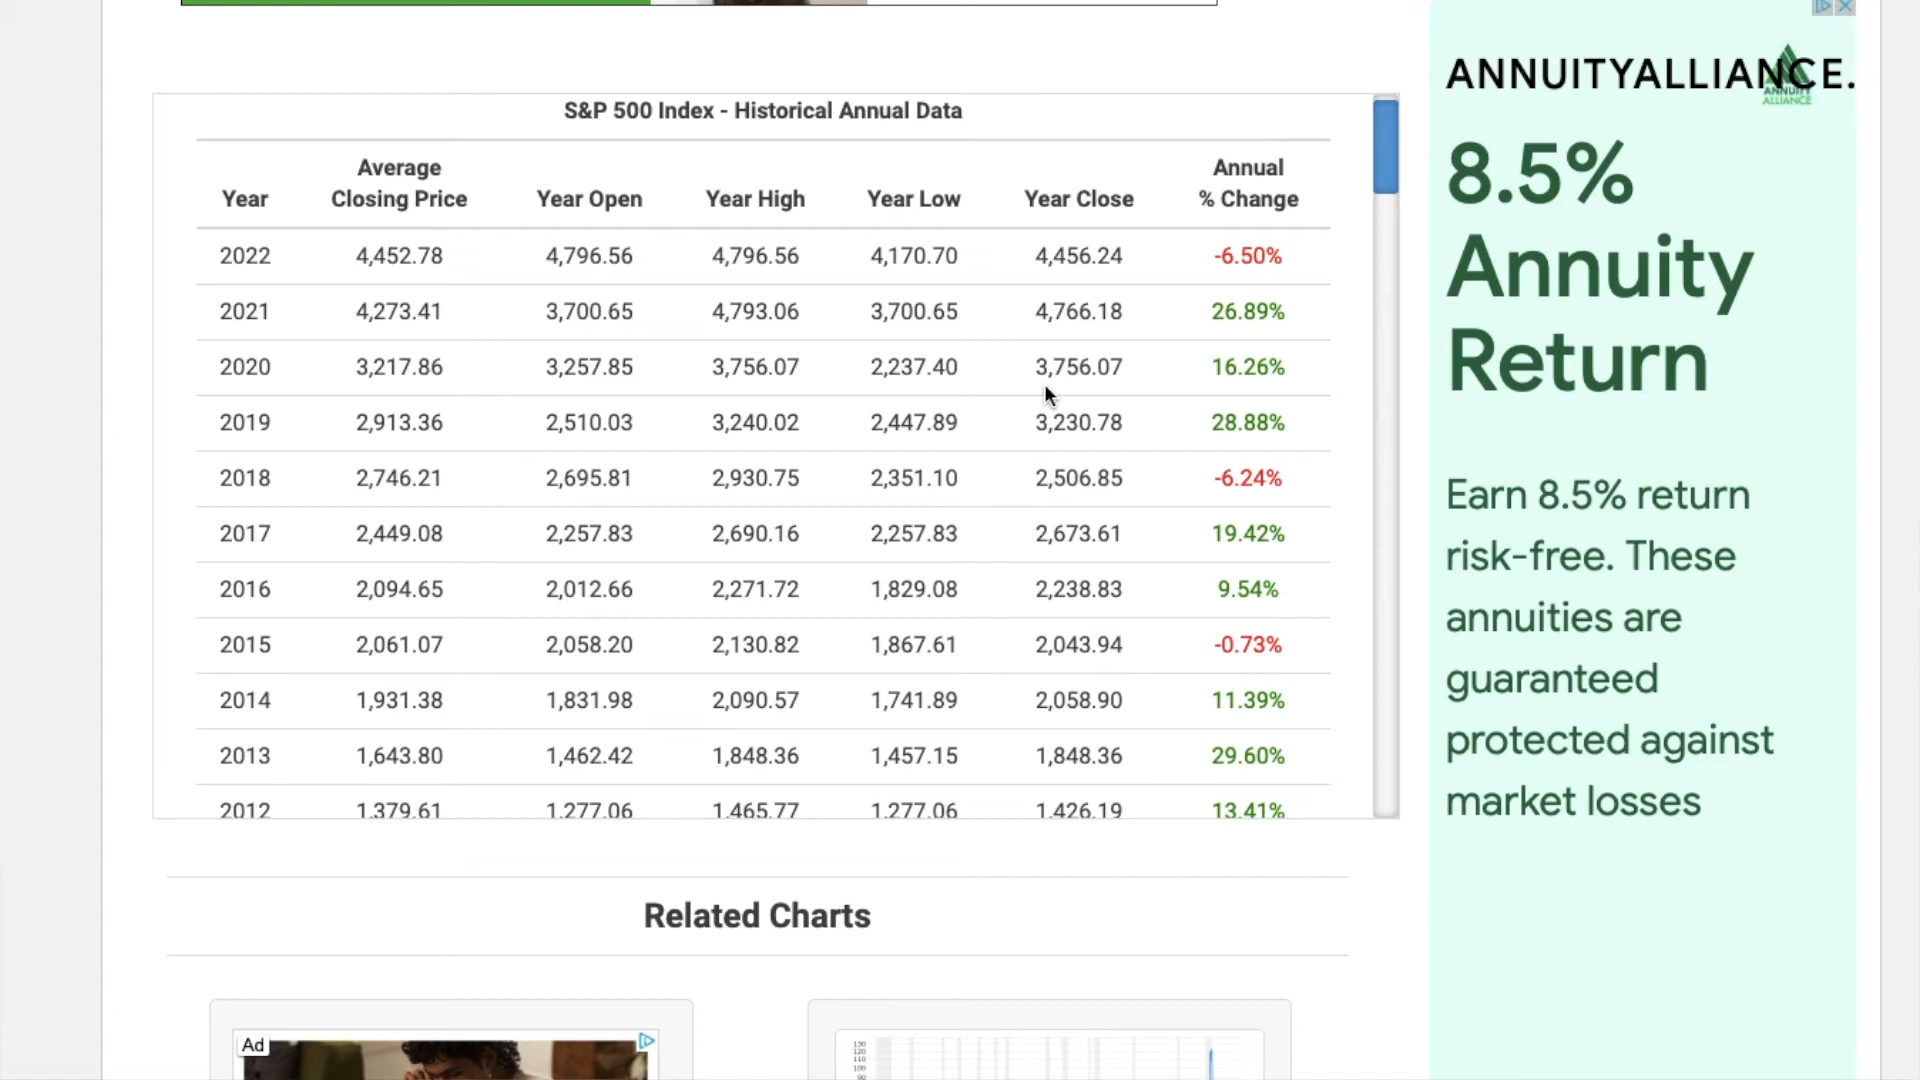 S&P 500 Index - Historical Annual Data
Year Average Closing Price Year Open Year High Year Low Year Close Annual % Change
2022 4,452.78 4,796.56 4,796.56 4,170.70 4,456.24 -6.50%
2021 4,273.41 3,700.65 4,793.06 3,700.65 4,766.18 26.89%
2020 3,217.86 3,257.85 3,756.07 2,237.40 3,756.07 16.26%
2019 2,913.36 2,510.03 3,240.02 2,447.89 3,230.78 28.88%
2018 2,746.21 2,695.81 2,930.75 2,351.10 2,506.85 -6.24%
2017 2,449.08 2,257.83 2,690.16 2,257.83 2,673.61 19.42%
2016 2,094.65 2,012.66 2,271.72 1,829.08 2,238.83 9.54%
2015 2,061.07 2,058.20 2,130.82 1,867.61 2,043.94 -0.73%
2014 1,931.38 1,831.98 2,090.57 1,741.89 2,058.90 11.39%
2013 1,643.80 1,462.42 1,848.36 1,457.15 1,848.36 29.60%
2012 1,379.61 1,277.06 1,465.77 1,277.06 1,426.19 13.41%
Related Charts
Ad
130
120
110
100
90
ANNUITYALLIANCE.
ANNUITY
ALLIANCE
8.5%
Annuity
Return
Earn 8.5% return
risk-free. These
annuities are
guaranteed
protected against
market losses